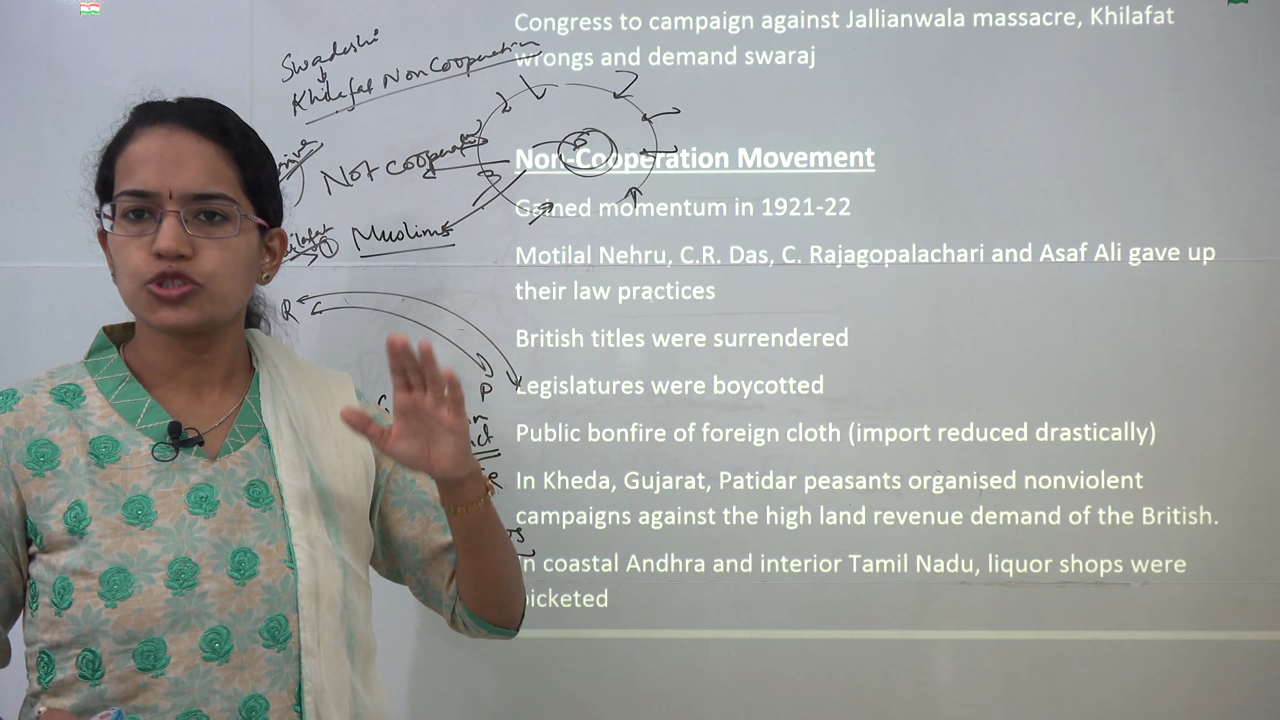 Congress to campaign against Jallianwala massacre, Khilafat
wrongs and demand swaraj
Swadeshi
Khilafat Non Cooperation
Not cooperation
Muslims
R
P
Non-Cooperation Movement
Gained momentum in 1921-22
Motilal Nehru, C.R. Das, C. Rajagopalachari and Asaf Ali gave up
their law practices
British titles were surrendered
Legislatures were boycotted
Public bonfire of foreign cloth (import reduced drastically)
In Kheda, Gujarat, Patidar peasants organised nonviolent
campaigns against the high land revenue demand of the British.
In coastal Andhra and interior Tamil Nadu, liquor shops were
picketed